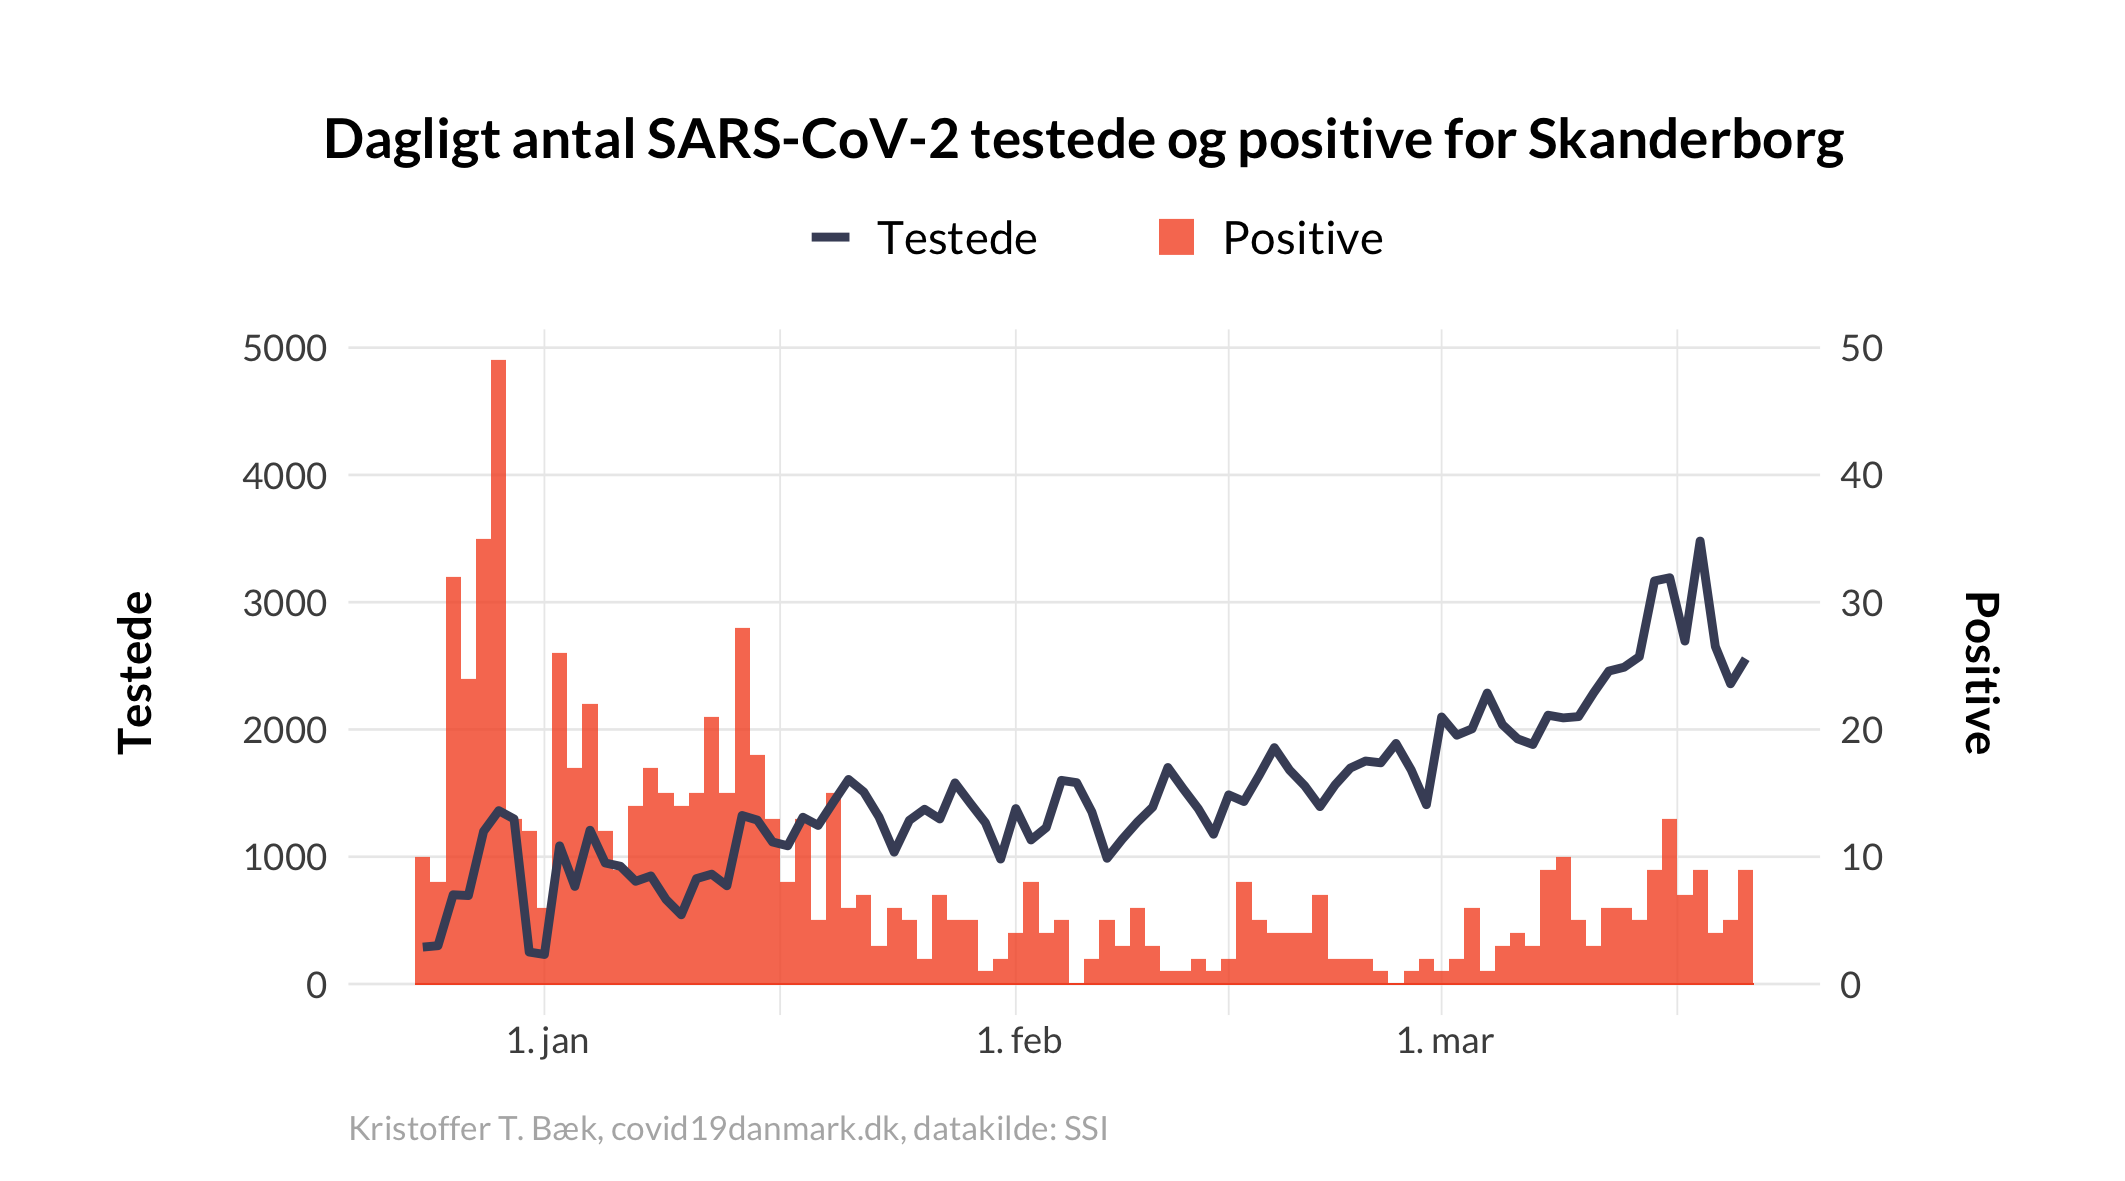 Dagligt antal SARS-CoV-2 testede og positive for Skanderborg
Testede
Positive
5000
4000
3000
2000
1000
0
Testede
50
40
30
20
10
0
Positive
1. jan
1. feb
1. mar
Kristoffer T. Bæk, covid19danmark.dk, datakilde: SSI